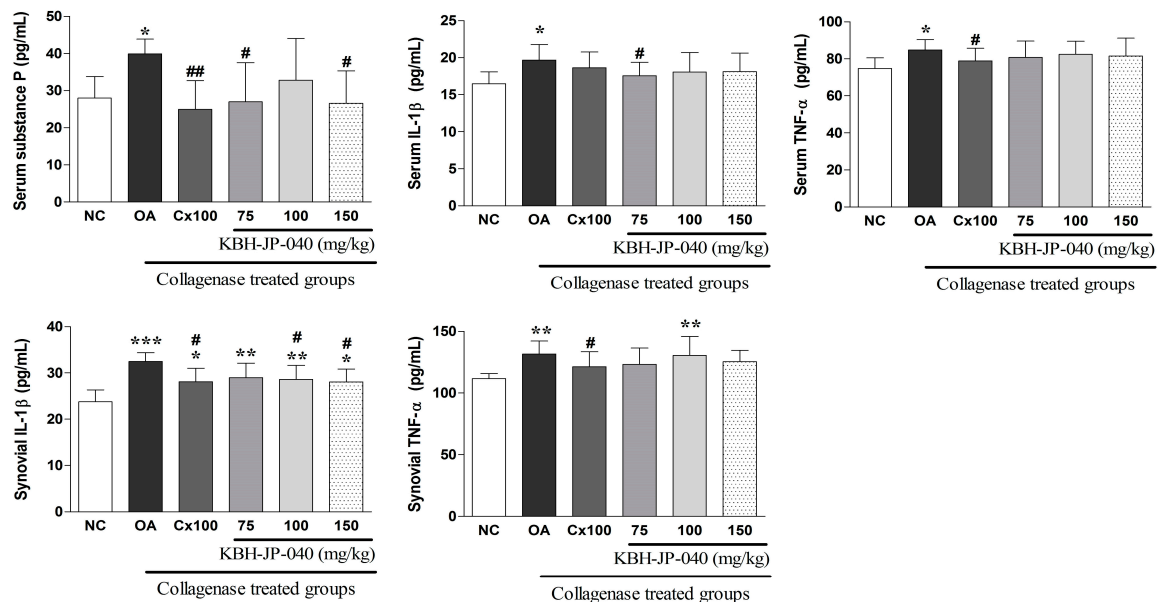 Serum substance P (pg/mL)
50
40
30
20
10
0
*
##
#
#
NC OA Cx100 75 100 150
KBH-JP-040 (mg/kg)
Collagenase treated groups
Serum IL-1β (pg/mL)
25
20
15
10
5
0
*
#
NC OA Cx100 75 100 150
KBH-JP-040 (mg/kg)
Collagenase treated groups
Serum TNF-α (pg/mL)
100
80
60
40
20
0
*
#
NC OA Cx100 75 100 150
KBH-JP-040 (mg/kg)
Collagenase treated groups
Synovial IL-1β (pg/mL)
40
30
20
10
0
# # #
*** * ** ** *
NC OA Cx100 75 100 150
KBH-JP-040 (mg/kg)
Collagenase treated groups
Synovial TNF-α (pg/mL)
150
100
50
0
** # **
NC OA Cx100 75 100 150
KBH-JP-040 (mg/kg)
Collagenase treated groups